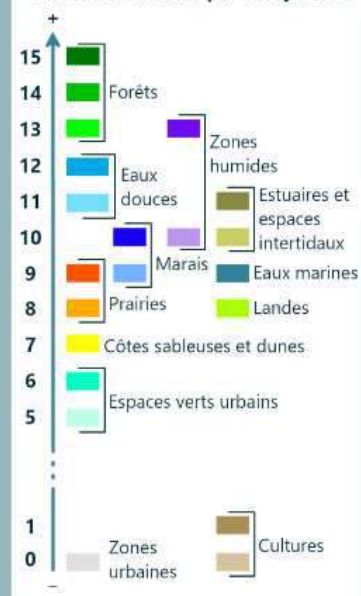 +
15
14
Forêts
13
Zones
humides
12
Eaux
douces
11
Estuaires et
espaces
intertidaux
10
Marais
9
Eaux marines
8
Prairies
Landes
7
Côtes sableuses et dunes
6
Espaces verts urbains
5
1
Cultures
0
Zones
urbaines
–